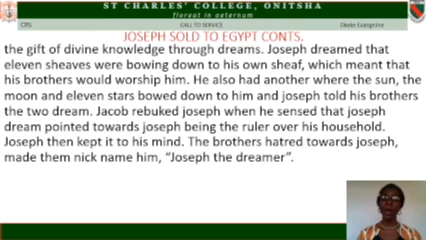 ST CHARLES' COLLEGE, ONITSHA
floreat in aeternum
CRS CALL TO SERVICE Okeke Evangeline
JOSEPH SOLD TO EGYPT CONTS.
the gift of divine knowledge through dreams. Joseph dreamed that
eleven sheaves were bowing down to his own sheaf, which meant that
his brothers would worship him. He also had another where the sun, the
moon and eleven stars bowed down to him and joseph told his brothers
the two dream. Jacob rebuked joseph when he sensed that joseph
dream pointed towards joseph being the ruler over his household.
Joseph then kept it to his mind. The brothers hatred towards joseph,
made them nick name him, "Joseph the dreamer".